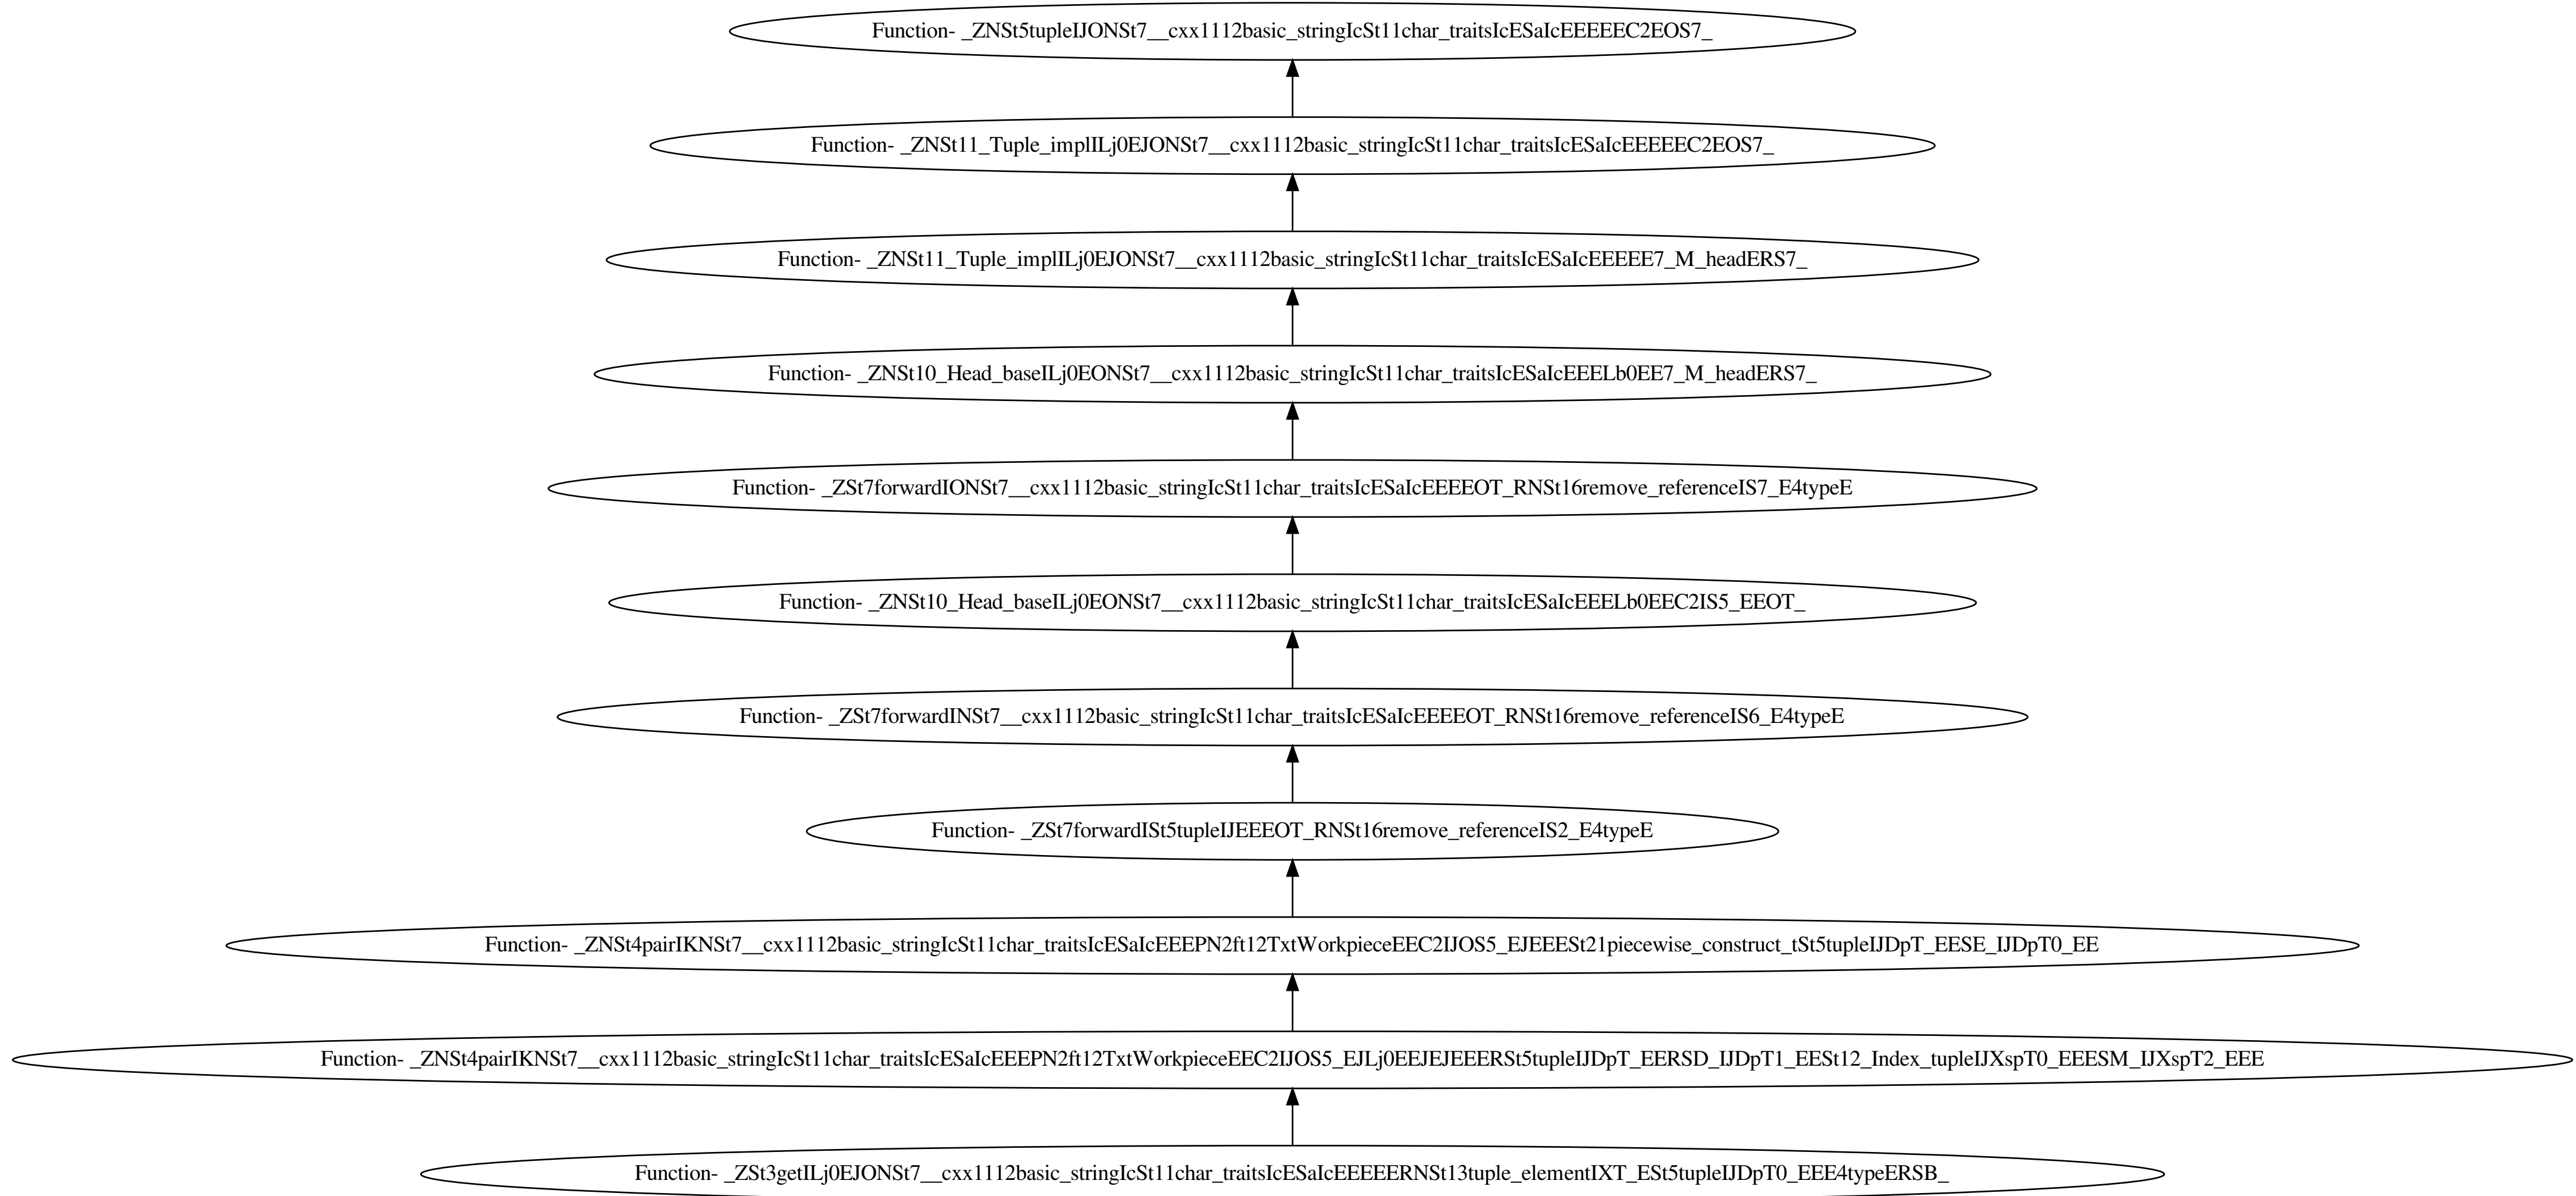 Function- _ZNSt5tupleIJONSt7__cxx1112basic_stringIcSt11char_traitsIcESaIcEEEEEC2EOS7_
Function- _ZNSt11_Tuple_implILj0EJONSt7__cxx1112basic_stringIcSt11char_traitsIcESaIcEEEEEC2EOS7_
Function- _ZNSt11_Tuple_implILj0EJONSt7__cxx1112basic_stringIcSt11char_traitsIcESaIcEEEEE7_M_headERS7_
Function- _ZNSt10_Head_baseILj0EONSt7__cxx1112basic_stringIcSt11char_traitsIcESaIcEEELb0EE7_M_headERS7_
Function- _ZSt7forwardIONSt7__cxx1112basic_stringIcSt11char_traitsIcESaIcEEEEOT_RNSt16remove_referenceIS7_E4typeE
Function- _ZNSt10_Head_baseILj0EONSt7__cxx1112basic_stringIcSt11char_traitsIcESaIcEEELb0EEC2IS5_EEOT_
Function- _ZSt7forwardINSt7__cxx1112basic_stringIcSt11char_traitsIcESaIcEEEEOT_RNSt16remove_referenceIS6_E4typeE
Function- _ZSt7forwardISt5tupleIJEEEOT_RNSt16remove_referenceIS2_E4typeE
Function- _ZNSt4pairIKNSt7__cxx1112basic_stringIcSt11char_traitsIcESaIcEEEPN2ft12TxtWorkpieceEEC2IJOS5_EJEEESt21piecewise_construct_tSt5tupleIJDpT_EESE_IJDpT0_EE
Function- _ZNSt4pairIKNSt7__cxx1112basic_stringIcSt11char_traitsIcESaIcEEEPN2ft12TxtWorkpieceEEC2IJOS5_EJLj0EEJEJEEERSt5tupleIJDpT_EERSD_IJDpT1_EESt12_Index_tupleIJXspT0_EEESM_IJXspT2_EEE
Function- _ZSt3getILj0EJONSt7__cxx1112basic_stringIcSt11char_traitsIcESaIcEEEEERNSt13tuple_elementIXT_ESt5tupleIJDpT0_EEE4typeERSB_